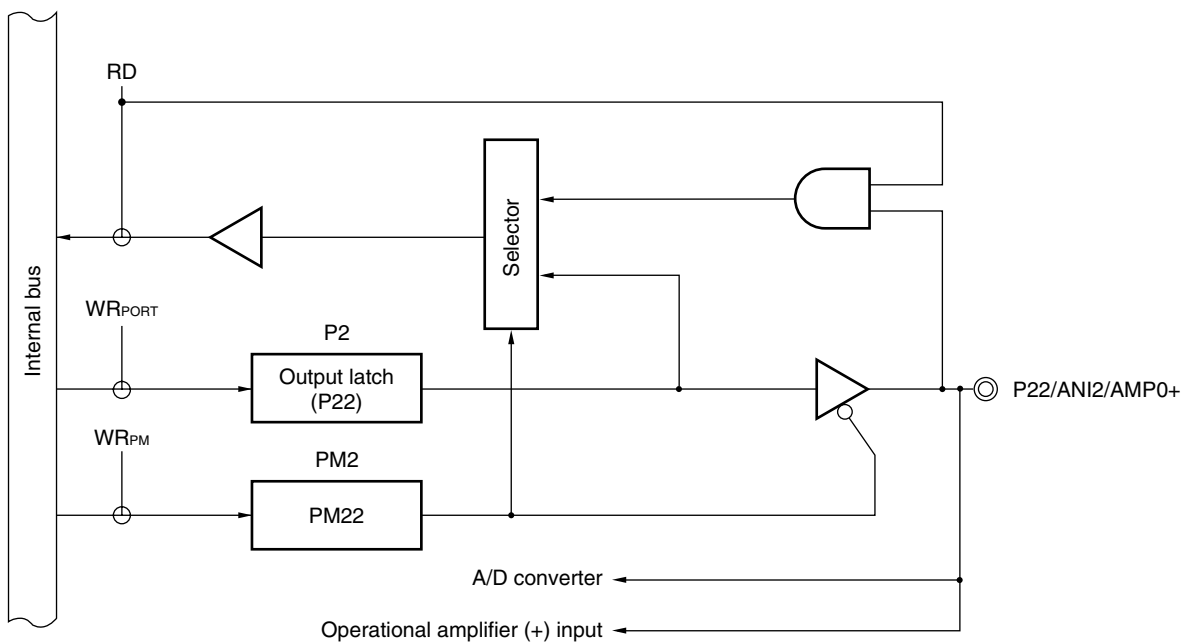 RD
Internal bus
Selector
WRPORT
P2
Output latch
(P22)
P22/ANI2/AMP0+
WRPM
PM2
PM22
A/D converter
Operational amplifier (+) input